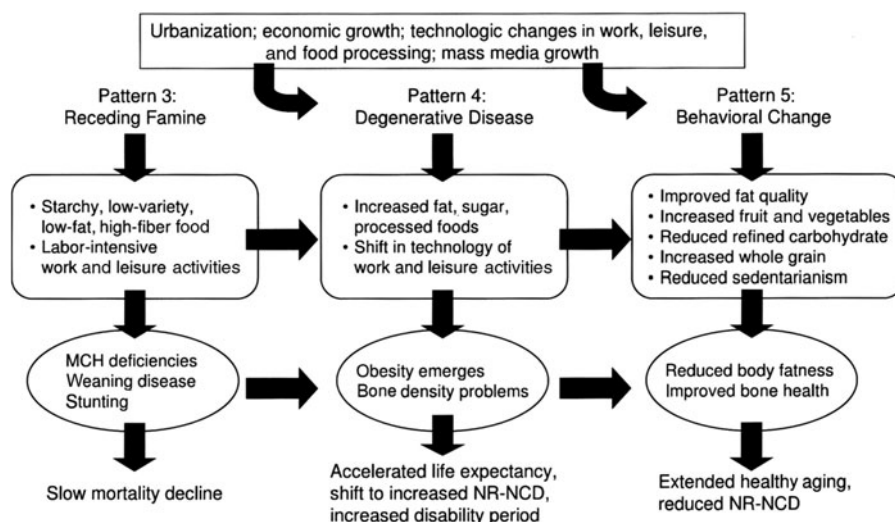 Urbanization; economic growth; technologic changes in work, leisure,
and food processing; mass media growth
Pattern 3:
Receding Famine
Pattern 4:
Degenerative Disease
Pattern 5:
Behavioral Change
• Starchy, low-variety,
low-fat, high-fiber food
• Labor-intensive
work and leisure activities
• Increased fat, sugar,
processed foods
• Shift in technology of
work and leisure activities
• Improved fat quality
• Increased fruit and vegetables
• Reduced refined carbohydrate
• Increased whole grain
• Reduced sedentarianism
MCH deficiencies
Weaning disease
Stunting
Obesity emerges
Bone density problems
Reduced body fatness
Improved bone health
Slow mortality decline
Accelerated life expectancy,
shift to increased NR-NCD,
increased disability period
Extended healthy aging,
reduced NR-NCD